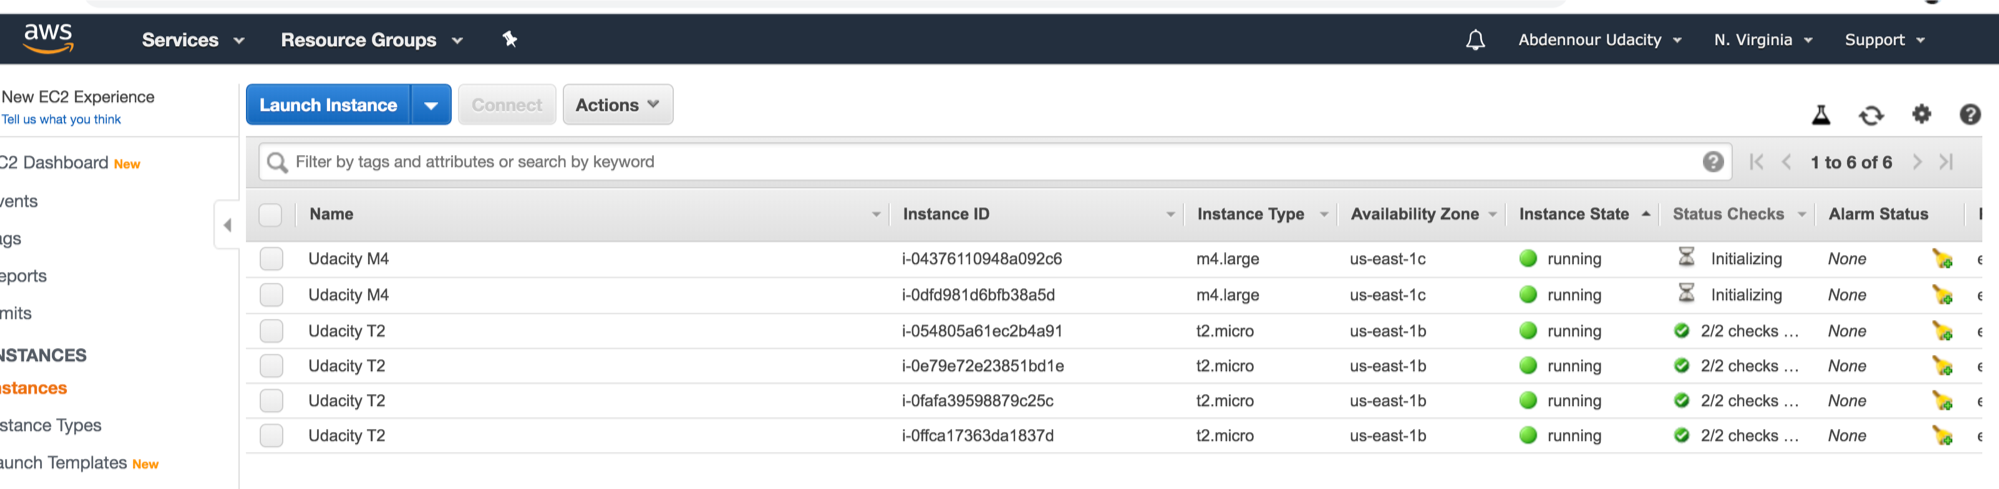 aws Services Resource Groups Abdennour Udacity N. Virginia Support
New EC2 Experience
Tell us what you think
Launch Instance Connect Actions
C2 Dashboard New
Filter by tags and attributes or search by keyword 1 to 6 of 6
vents
ags
eports
mits
NSTANCES
nstances
stance Types
aunch Templates New
Name Instance ID Instance Type Availability Zone Instance State Status Checks Alarm Status
Udacity M4 i-04376110948a092c6 m4.large us-east-1c running Initializing None
Udacity M4 i-0dfd981d6bfb38a5d m4.large us-east-1c running Initializing None
Udacity T2 i-054805a61ec2b4a91 t2.micro us-east-1b running 2/2 checks ... None
Udacity T2 i-0e79e72e23851bd1e t2.micro us-east-1b running 2/2 checks ... None
Udacity T2 i-0fafa39598879c25c t2.micro us-east-1b running 2/2 checks ... None
Udacity T2 i-0ffca17363da1837d t2.micro us-east-1b running 2/2 checks ... None